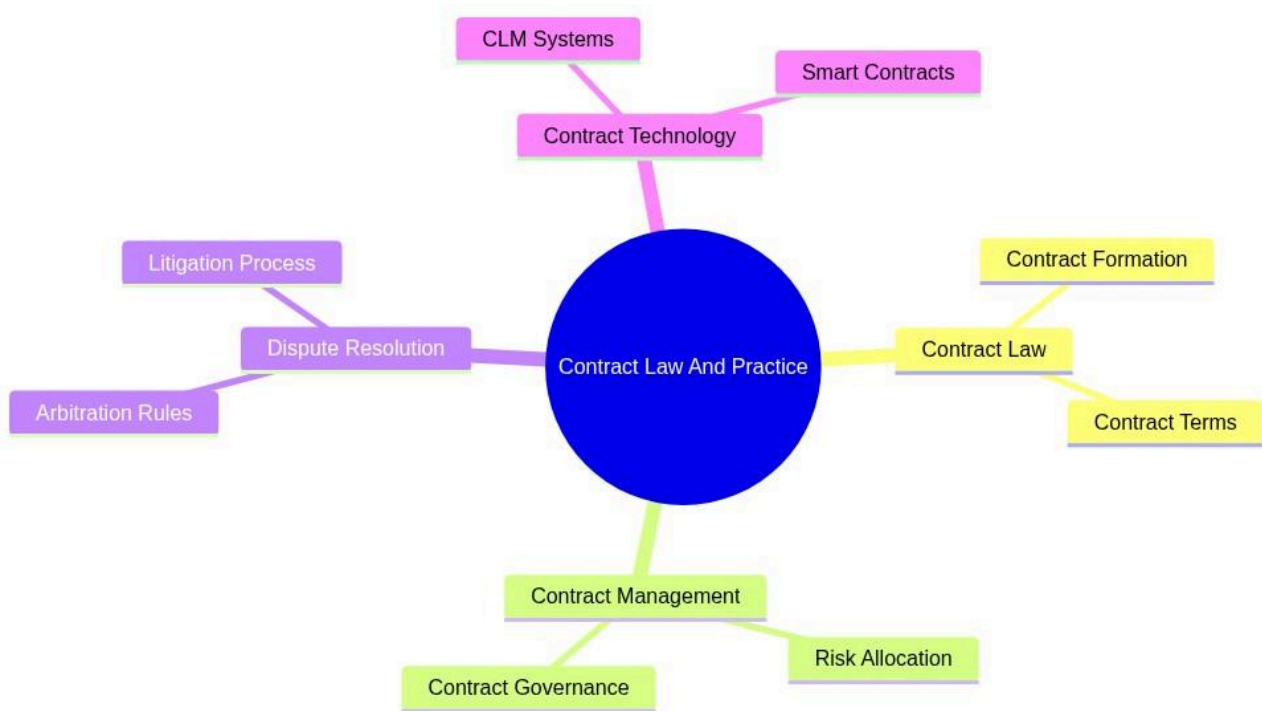 CLM Systems
Smart Contracts
Contract Technology
Litigation Process
Contract Formation
Dispute Resolution
Contract Law And Practice
Contract Law
Arbitration Rules
Contract Terms
Contract Management
Risk Allocation
Contract Governance